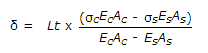 δ = Lt x (σcEcAc - σsEsAs)
EcAc - EsAs